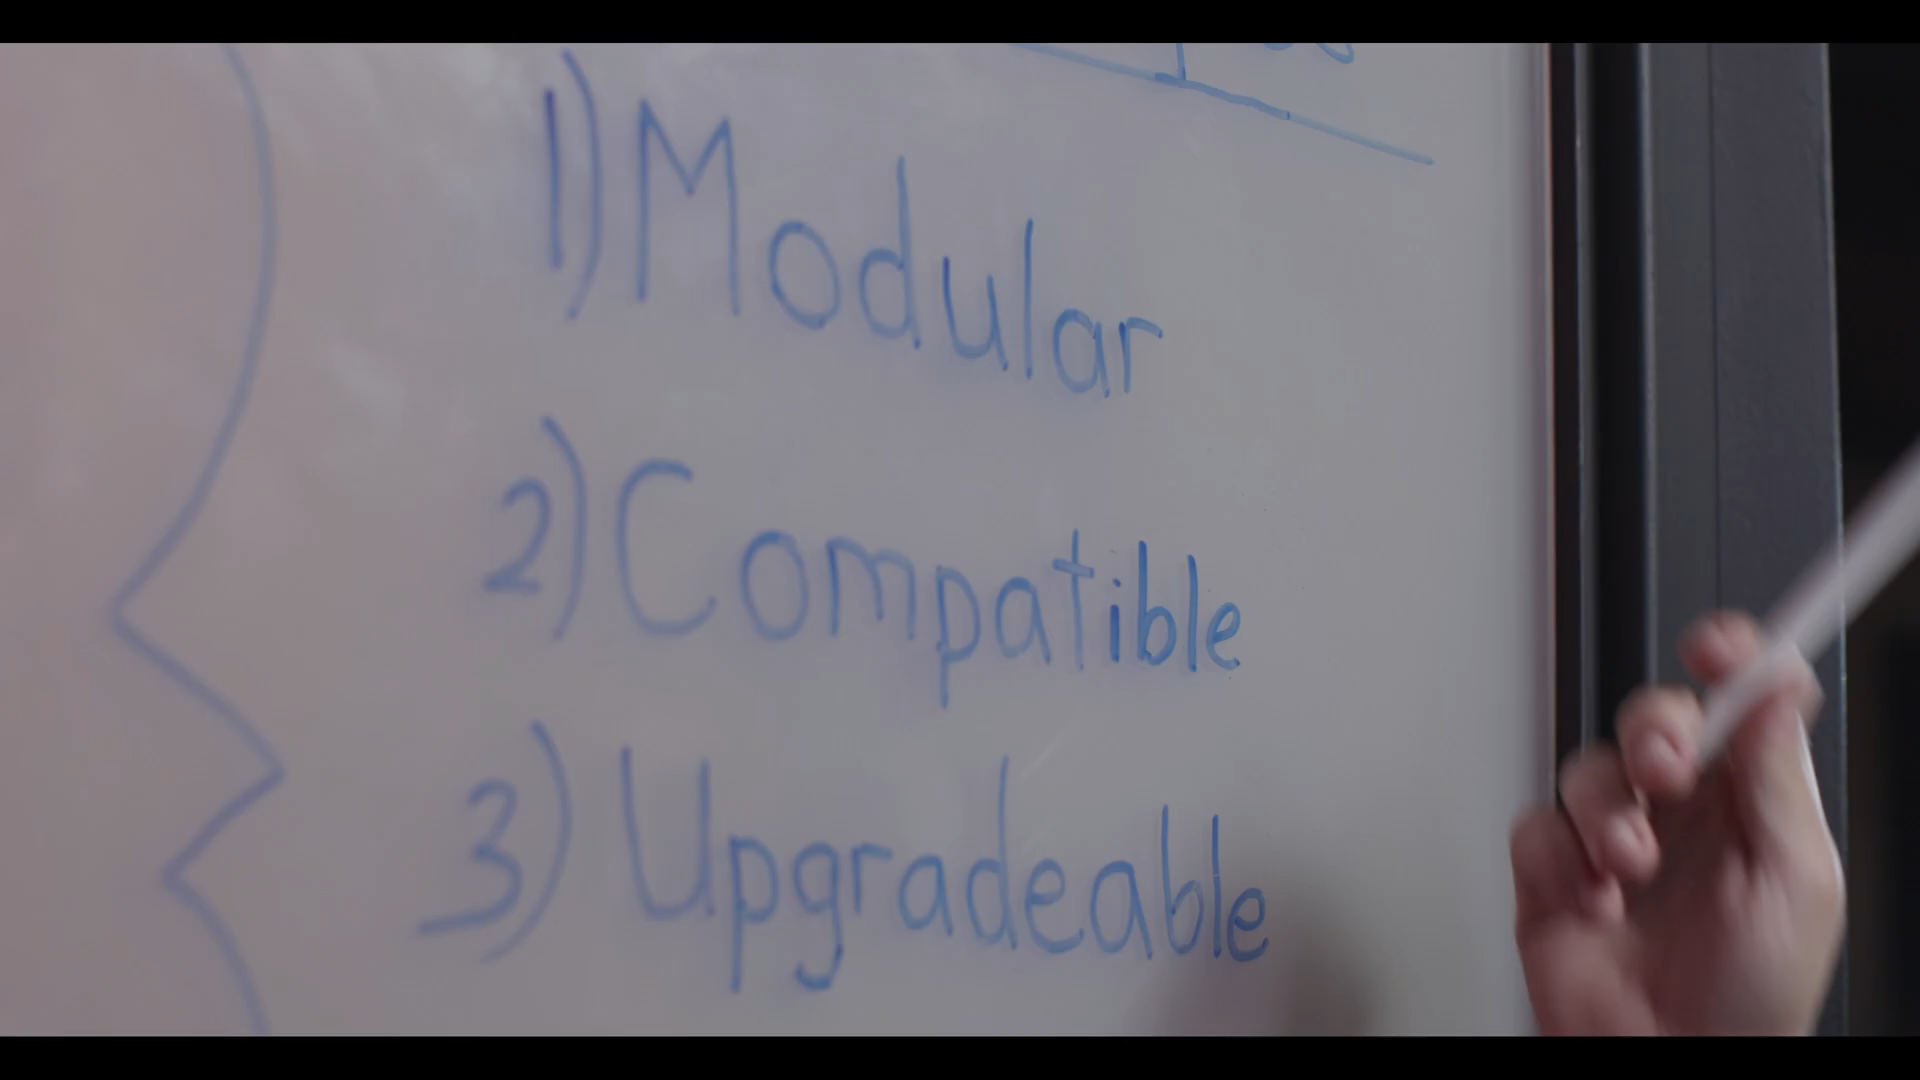 1) Modular
2) Compatible
3) Upgradeable